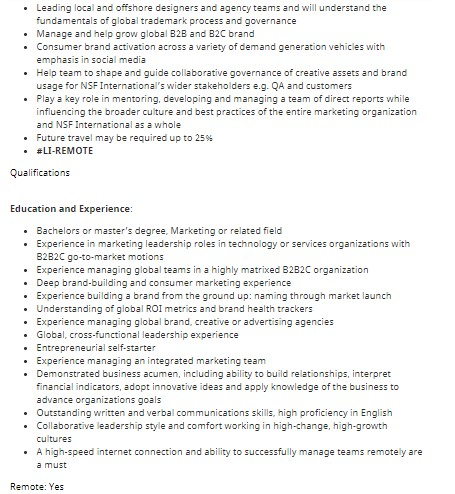 • Leading local and offshore designers and agency teams and will understand the
fundamentals of global trademark process and governance
• Manage and help grow global B2B and B2C brand
• Consumer brand activation across a variety of demand generation vehicles with
emphasis in social media
• Help team to shape and guide collaborative governance of creative assets and brand
usage for NSF International's wider stakeholders e.g. QA and customers
• Play a key role in mentoring, developing and managing a team of direct reports while
influencing the broader culture and best practices of the entire marketing organization
and NSF International as a whole
• Future travel may be required up to 25%
• #LI-REMOTE
Qualifications
Education and Experience:
• Bachelors or master's degree, Marketing or related field
• Experience in marketing leadership roles in technology or services organizations with
B2B2C go-to-market motions
• Experience managing global teams in a highly matrixed B2B2C organization
• Deep brand-building and consumer marketing experience
• Experience building a brand from the ground up: naming through market launch
• Understanding of global ROI metrics and brand health trackers
• Experience managing global brand, creative or advertising agencies
• Global, cross-functional leadership experience
• Entrepreneurial self-starter
• Experience managing an integrated marketing team
• Demonstrated business acumen, including ability to build relationships, interpret
financial indicators, adopt innovative ideas and apply knowledge of the business to
advance organizations goals
• Outstanding written and verbal communications skills, high proficiency in English
• Collaborative leadership style and comfort working in high-change, high-growth
cultures
• A high-speed internet connection and ability to successfully manage teams remotely are
a must
Remote: Yes